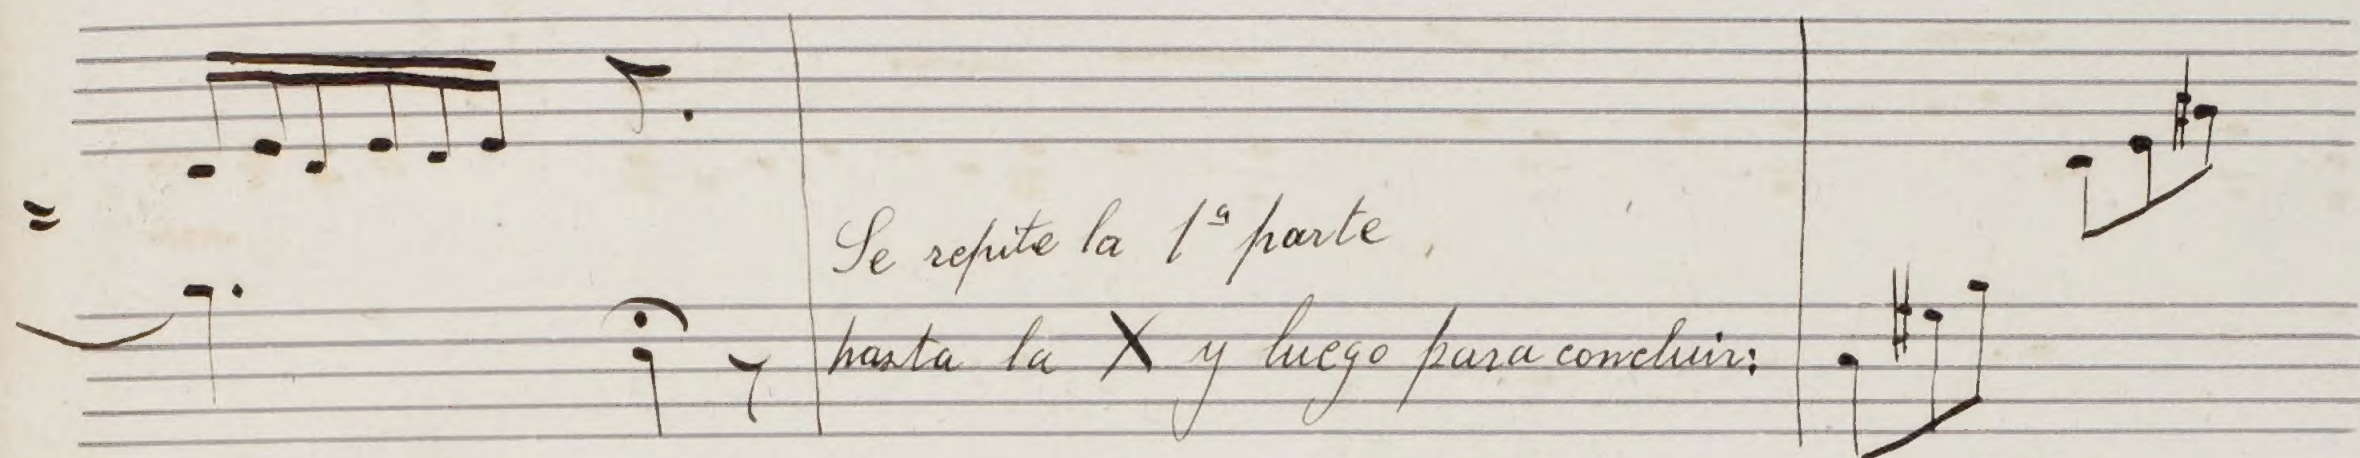 Se repite la 1ª parte
hasta la X y luego para concluir: